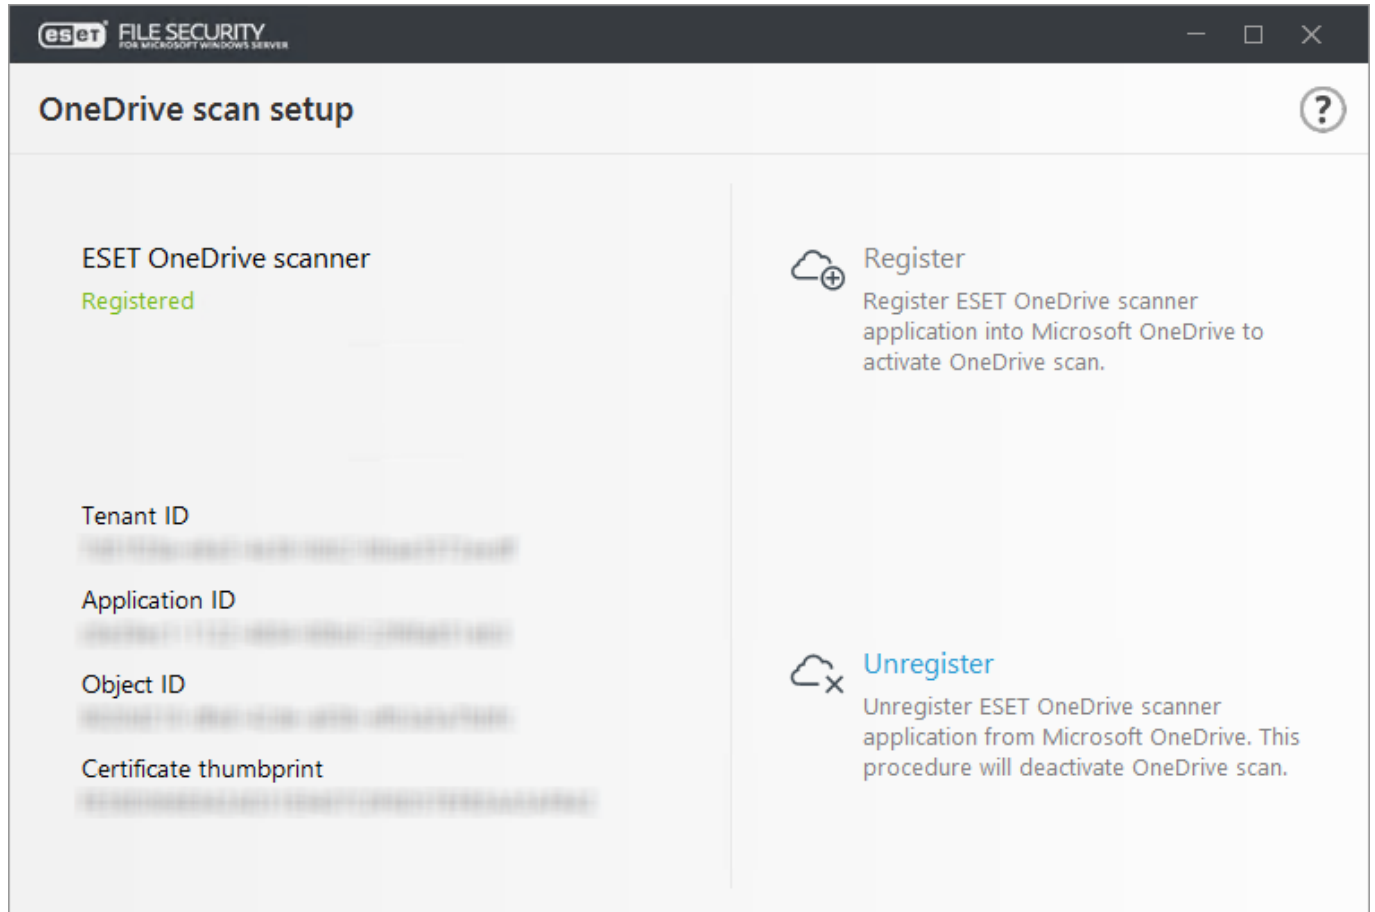 eset FILE SECURITY
FOR MICROSOFT WINDOWS SERVER
OneDrive scan setup
?
ESET OneDrive scanner
Registered
Tenant ID
Application ID
Object ID
Certificate thumbprint
Register
Register ESET OneDrive scanner
application into Microsoft OneDrive to
activate OneDrive scan.
Unregister
Unregister ESET OneDrive scanner
application from Microsoft OneDrive. This
procedure will deactivate OneDrive scan.